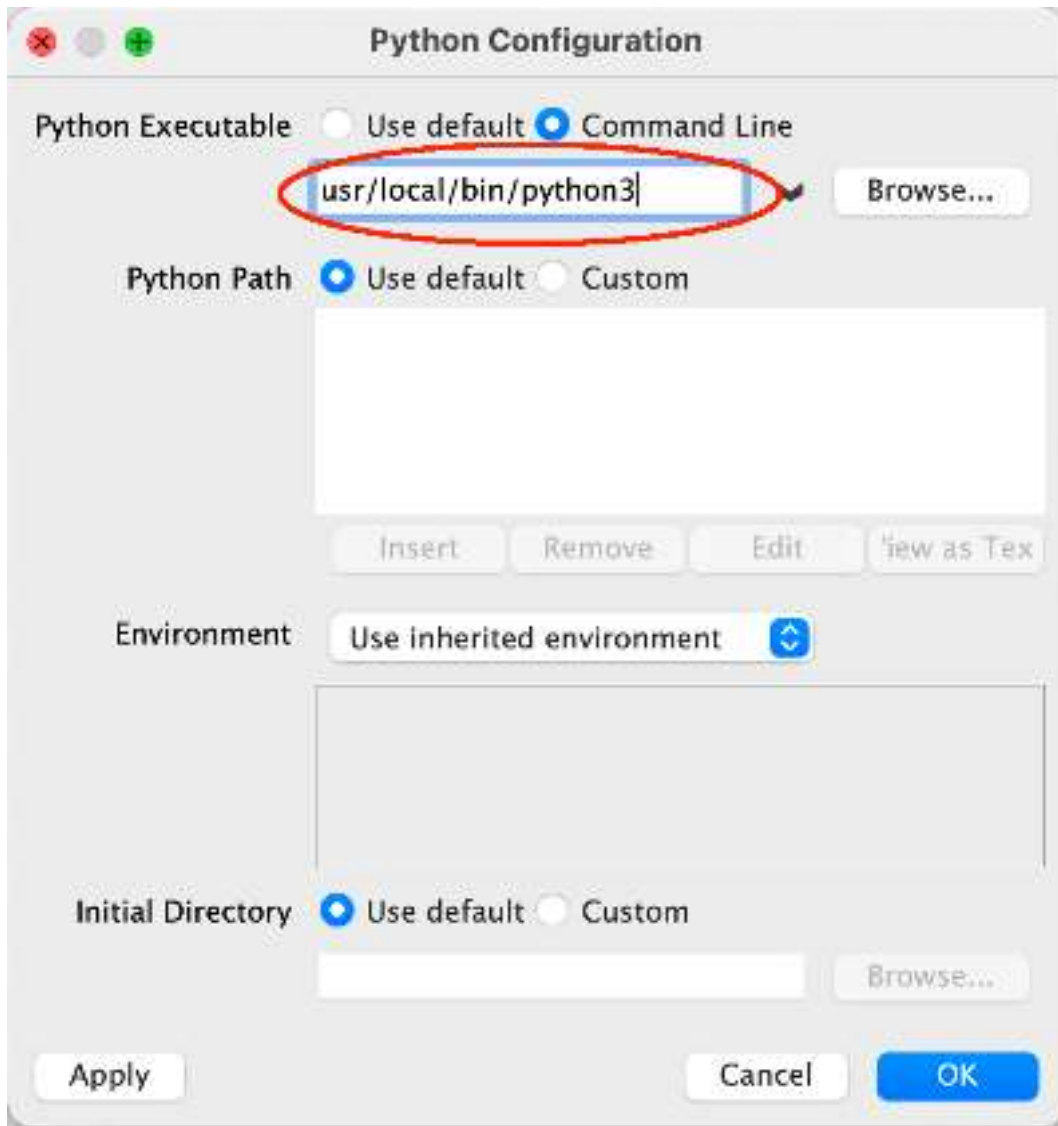 Python Configuration
Python Executable Use default Command Line
usr/local/bin/python3 Browse...
Python Path Use default Custom
Insert Remove Edit iew as Tex
Environment Use inherited environment
Initial Directory Use default Custom
Browse...
Apply Cancel OK